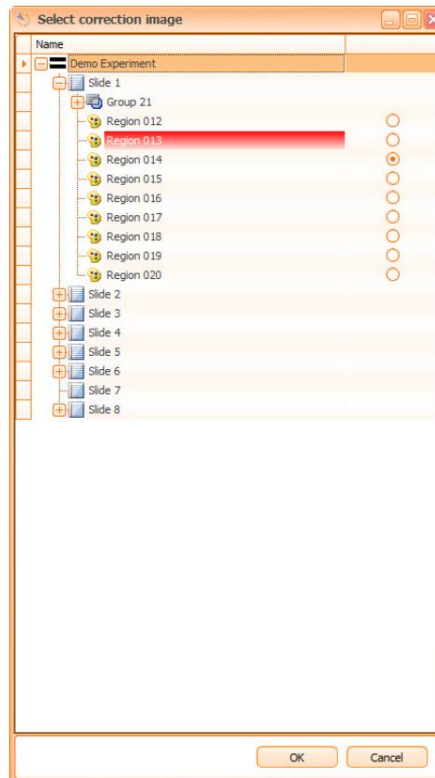 Select correction image
Name
Demo Experiment
Slide 1
Group 21
Region 012
Region 013
Region 014
Region 015
Region 016
Region 017
Region 018
Region 019
Region 020
Slide 2
Slide 3
Slide 4
Slide 5
Slide 6
Slide 7
Slide 8
OK Cancel